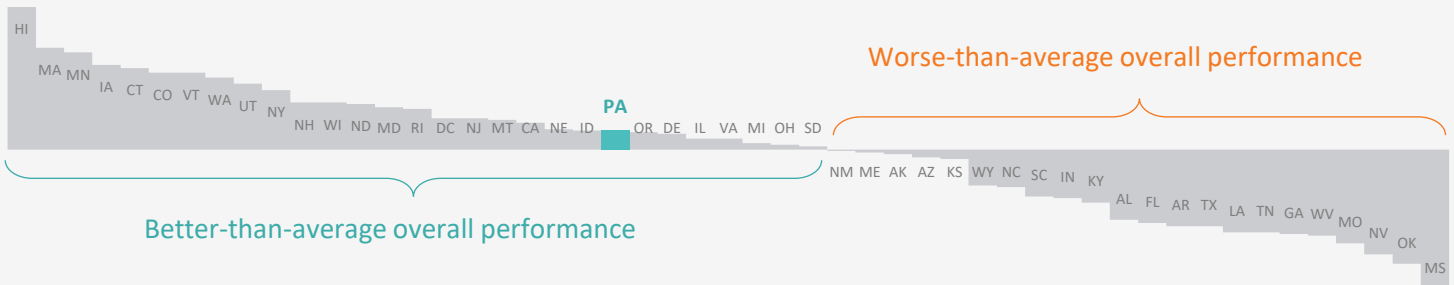 HI
MA MN IA CT CO VT WA UT NY NH WI ND MD RI DC NJ MT CA NE ID PA OR DE IL VA MI OH SD
Worse-than-average overall performance
NM ME AK AZ KS WY NC SC IN KY AL FL AR TX LA TN GA WV MO NV OK MS
Better-than-average overall performance